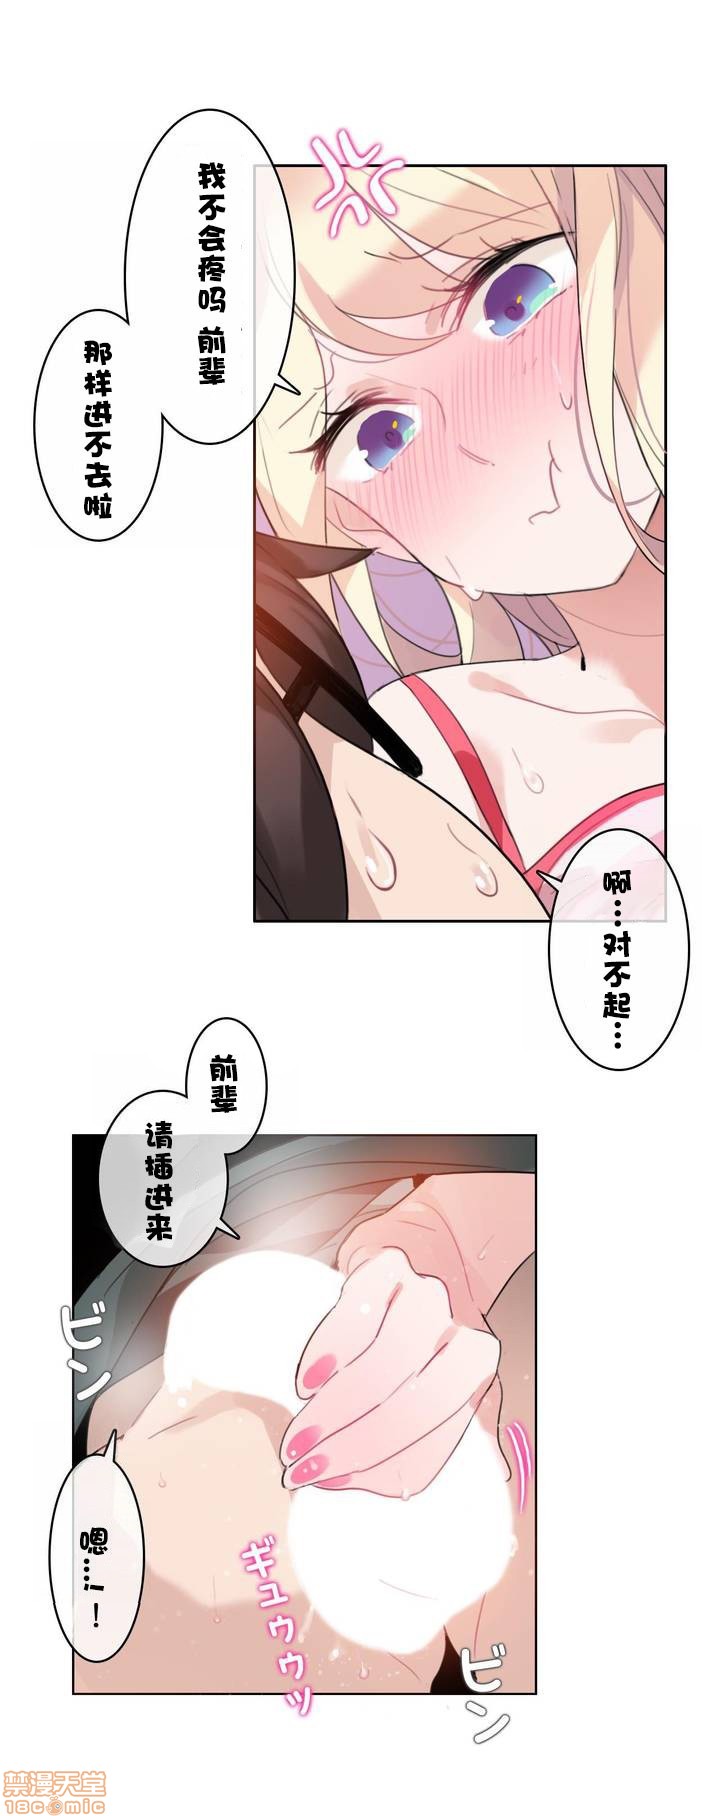 我不会疼吗 前辈
那样进不去啦
啊…对不起…
前辈
请插进来
ビン
嗯…！
ギュウウッ
ビン
禁漫天堂
18comic